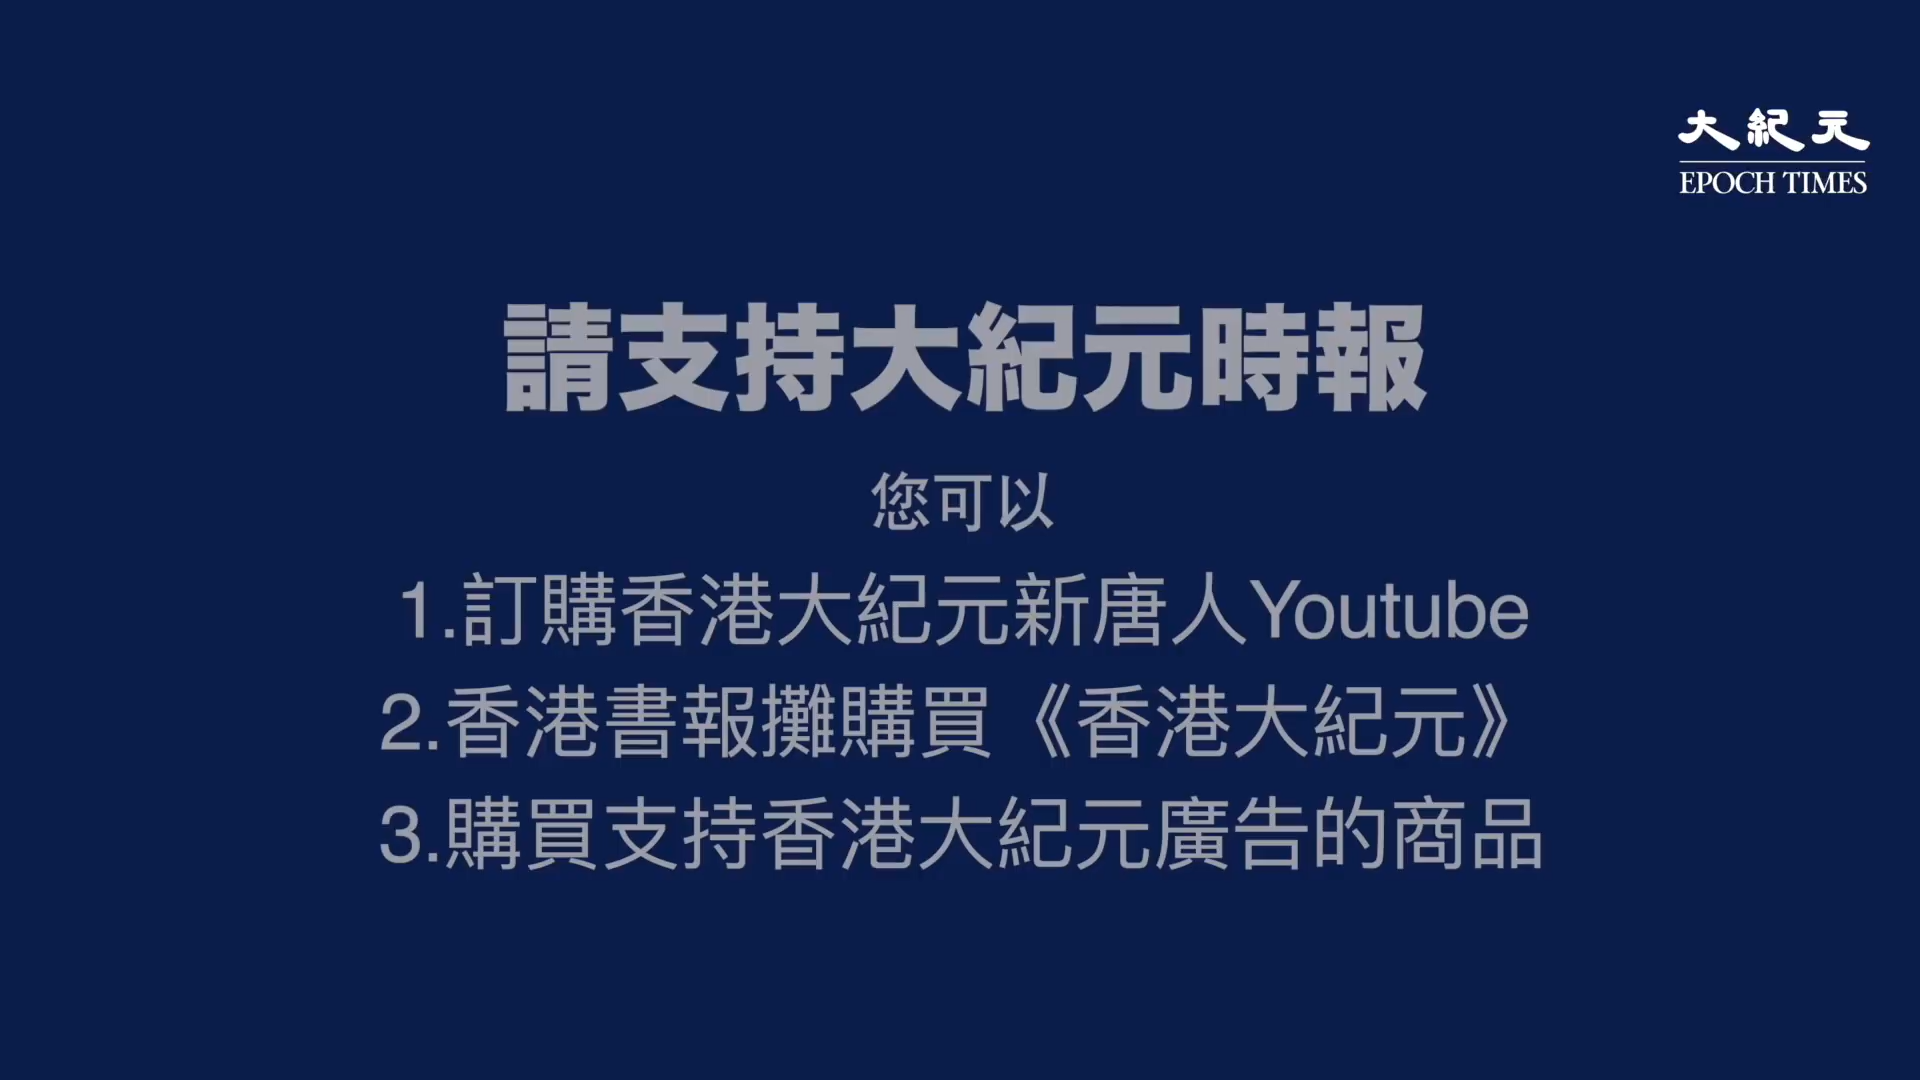 大紀元
EPOCH TIMES
請支持大紀元時報
您可以
1.訂購香港大紀元新唐人Youtube
2.香港書報攤購買《香港大紀元》
3.購買支持香港大紀元廣告的商品